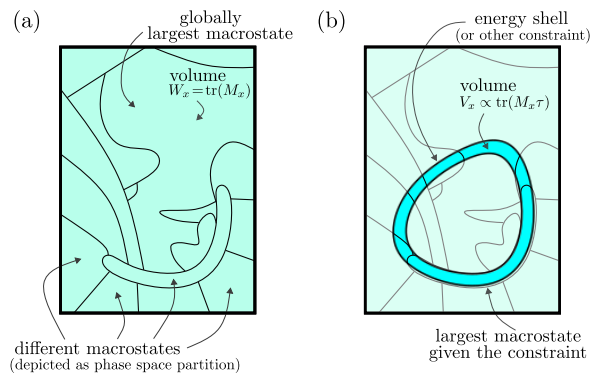 (a)
globally
largest macrostate
volume
W_x = tr(M_x)
different macrostates
(depicted as phase space partition)
(b)
energy shell
(or other constraint)
volume
V_x ∝ tr(M_x τ)
largest macrostate
given the constraint